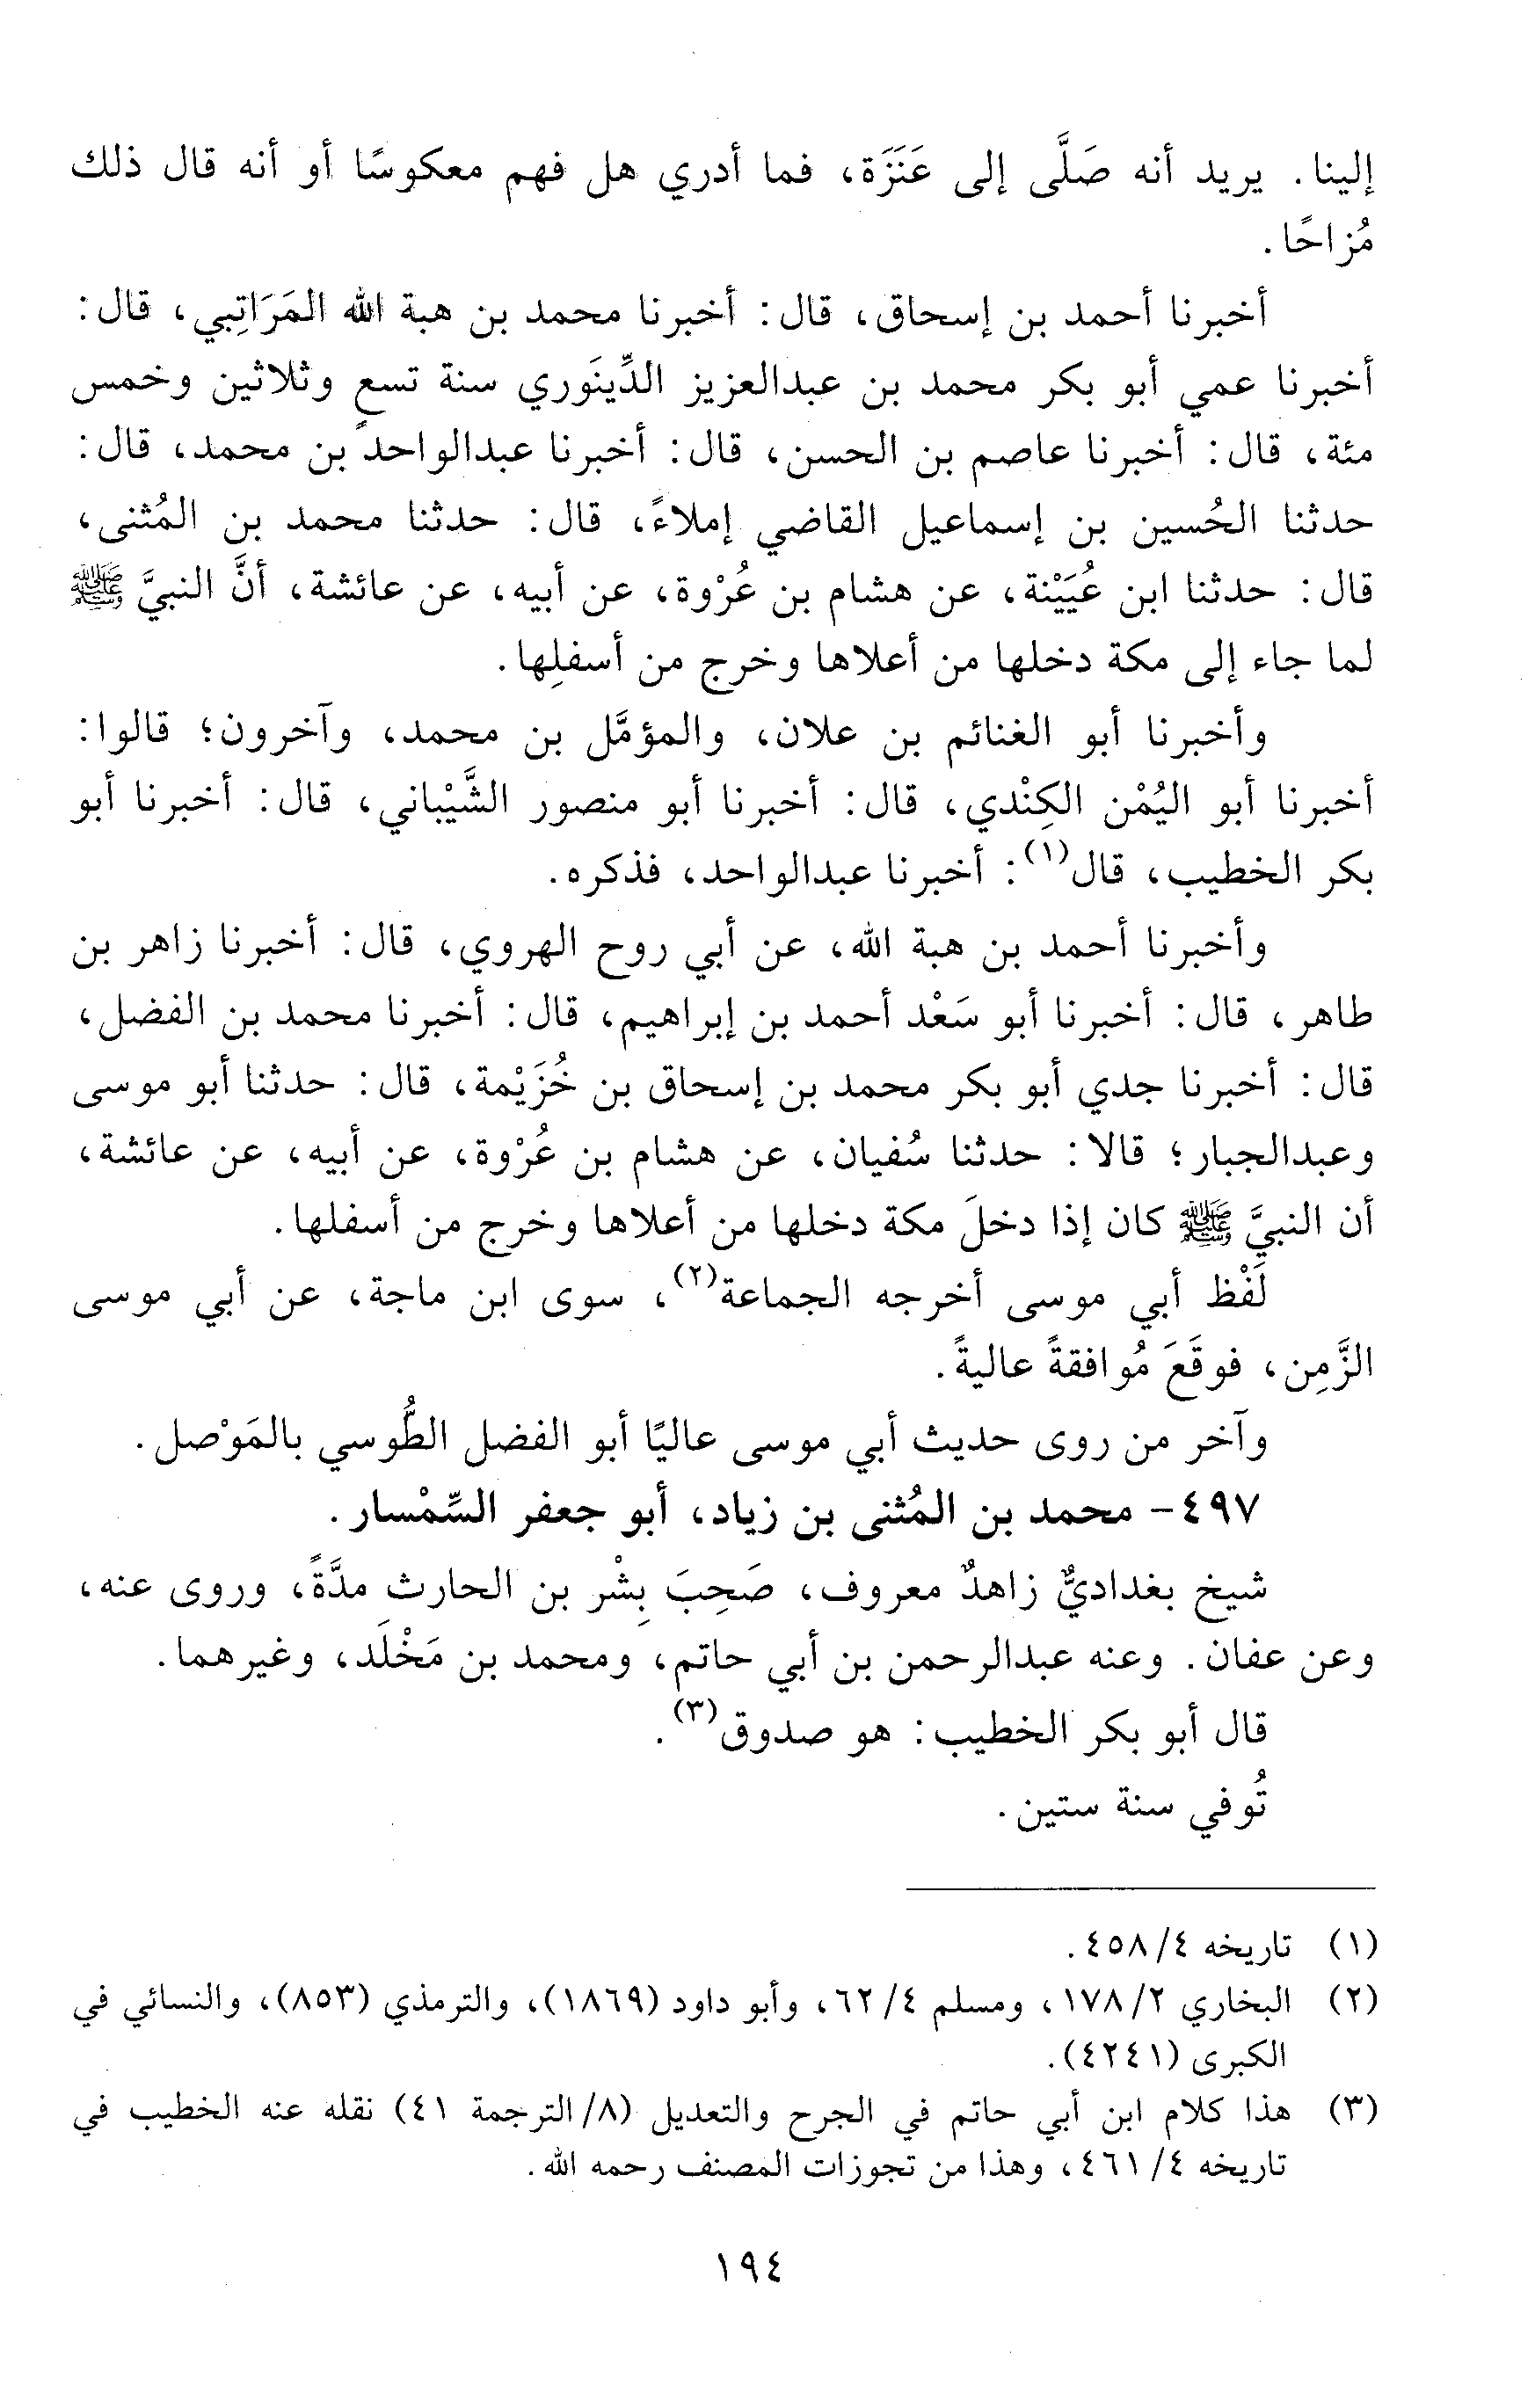 إلينا. يريد أنه صَلَّى إلى عَنَزَة، فما أدري هل فهم معكوسًا أو أنه قال ذلك
مُزاحًا.
أخبرنا أحمد بن إسحاق، قال: أخبرنا محمد بن هبة الله المَرَاتِبي، قال:
أخبرنا عمي أبو بكر محمد بن عبدالعزيز الدِّينَوري سنة تسعٍ وثلاثين وخمس
مئة، قال: أخبرنا عاصم بن الحسن، قال: أخبرنا عبدالواحد بن محمد، قال:
حدثنا الحُسين بن إسماعيل القاضي إملاءً، قال: حدثنا محمد بن المُثنى،
قال: حدثنا ابن عُيَيْنة، عن هشام بن عُرْوة، عن أبيه، عن عائشة، أنَّ النبيَّ ﷺ
لما جاء إلى مكة دخلها من أعلاها وخرج من أسفلِها.
وأخبرنا أبو الغنائم بن علان، والمؤمَّل بن محمد، وآخرون؛ قالوا:
أخبرنا أبو اليُمْن الكِنْدي، قال: أخبرنا أبو منصور الشَّيْباني، قال: أخبرنا أبو
بكر الخطيب، قال(١): أخبرنا عبدالواحد، فذكره.
وأخبرنا أحمد بن هبة الله، عن أبي روح الهروي، قال: أخبرنا زاهر بن
طاهر، قال: أخبرنا أبو سَعْد أحمد بن إبراهيم، قال: أخبرنا محمد بن الفضل،
قال: أخبرنا جدي أبو بكر محمد بن إسحاق بن خُزَيْمة، قال: حدثنا أبو موسى
وعبدالجبار؛ قالا: حدثنا سُفيان، عن هشام بن عُرْوة، عن أبيه، عن عائشة،
أن النبيَّ ﷺ كان إذا دخلَ مكة دخلها من أعلاها وخرج من أسفلها.
لَفْظ أبي موسى أخرجه الجماعة(٢)، سوى ابن ماجة، عن أبي موسى
الزَّمِن، فوقَعَ مُوافقةً عاليةً.
وآخر من روى حديث أبي موسى عاليًا أبو الفضل الطُّوسي بالمَوْصل.
٤٩٧- محمد بن المُثنى بن زياد، أبو جعفر السِّمْسار.
شيخ بغداديٌّ زاهدٌ معروف، صَحِبَ بِشْر بن الحارث مدَّةً، وروى عنه،
وعن عفان. وعنه عبدالرحمن بن أبي حاتم، ومحمد بن مَخْلَد، وغيرهما.
قال أبو بكر الخطيب: هو صدوق(٣).
تُوفي سنة ستين.
(١) تاريخه ٤/ ٤٥٨.
(٢) البخاري ٢/ ١٧٨، ومسلم ٤/ ٦٢، وأبو داود (١٨٦٩)، والترمذي (٨٥٣)، والنسائي في
الكبرى (٤٢٤١).
(٣) هذا كلام ابن أبي حاتم في الجرح والتعديل (٨/ الترجمة ٤١) نقله عنه الخطيب في
تاريخه ٤/ ٤٦١، وهذا من تجوزات المصنف رحمه الله.
١٩٤